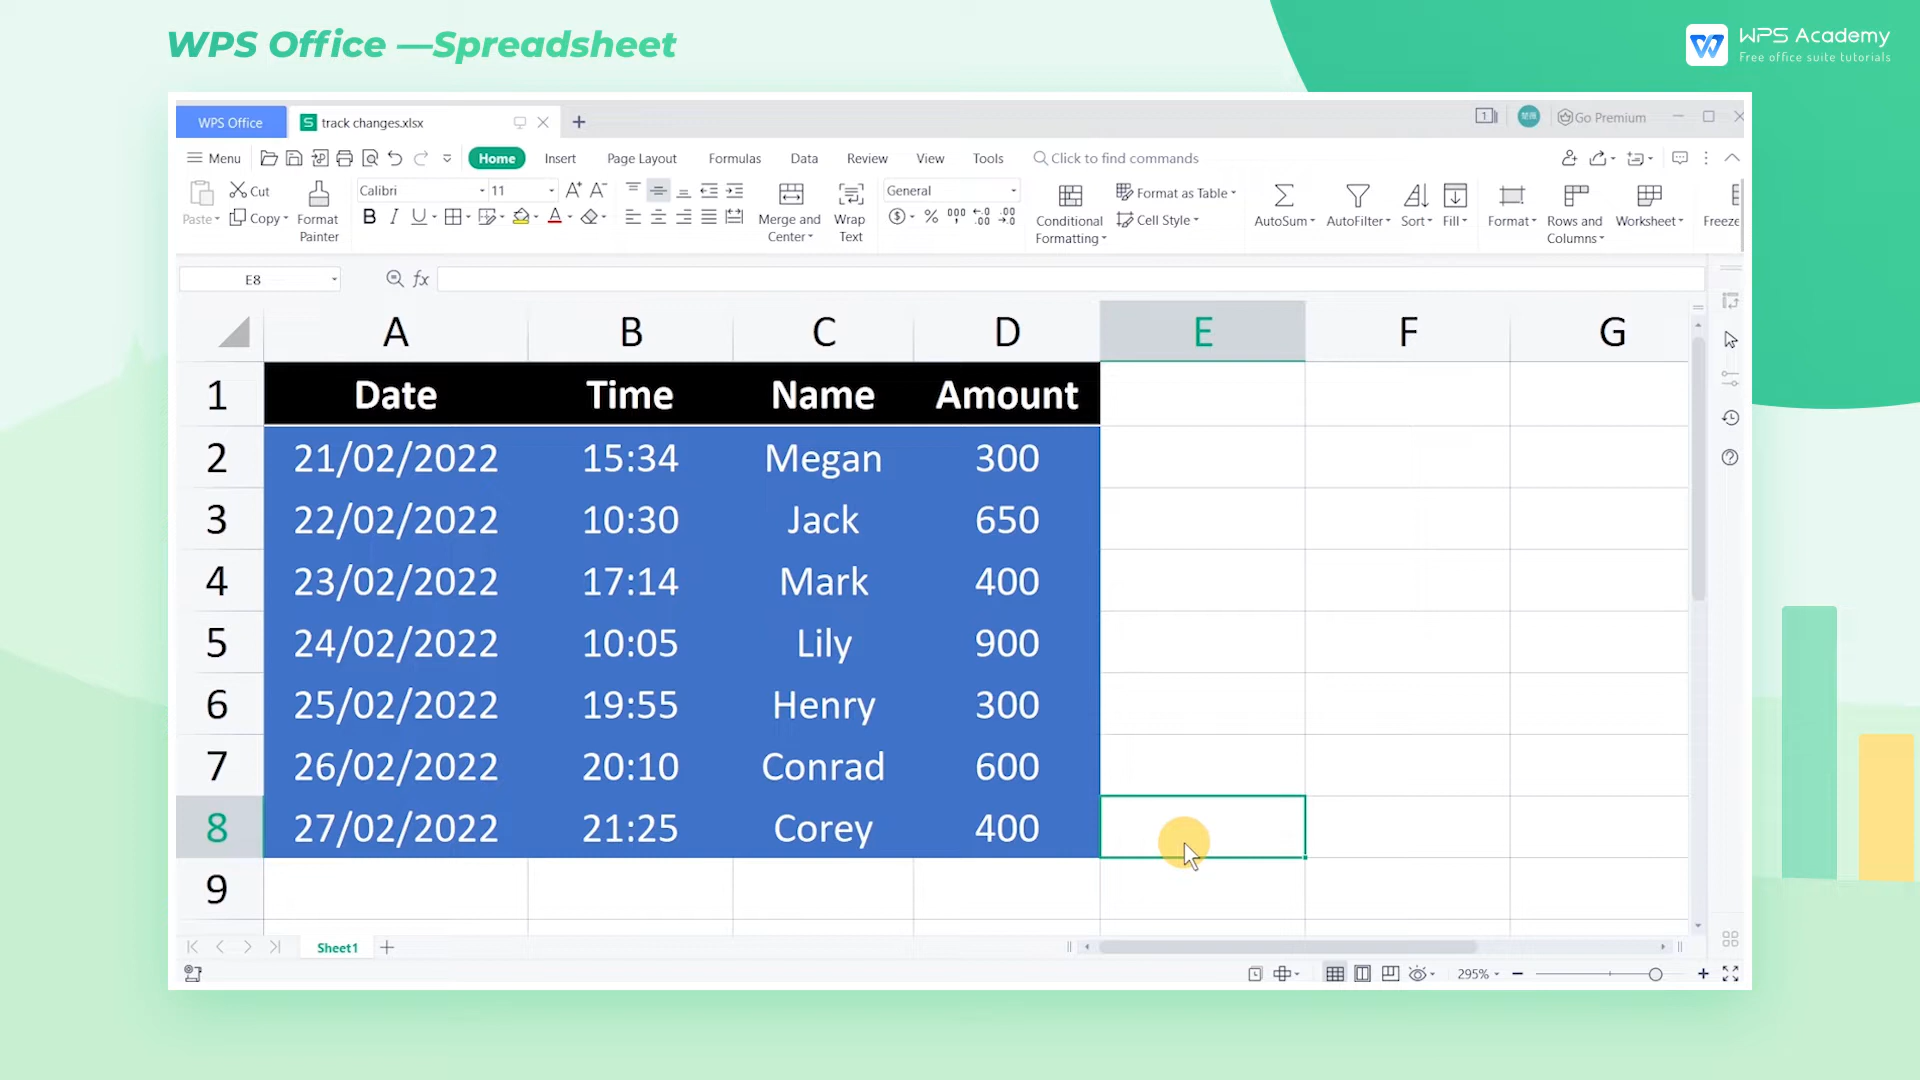 WPS Office —Spreadsheet
WPS Academy
Free office suite tutorials
WPS Office
S track changes.xlsx
1
Go Premium
Menu
Home Insert Page Layout Formulas Data Review View Tools Click to find commands
Paste Cut Copy Format Painter
Calibri 11
B I U A
Merge and Center
Wrap Text
General
Conditional Formatting
Format as Table
Cell Style
AutoSum AutoFilter Sort Fill Format Rows and Columns Worksheet Freeze
E8 fx
A B C D E F G
1 Date Time Name Amount
2 21/02/2022 15:34 Megan 300
3 22/02/2022 10:30 Jack 650
4 23/02/2022 17:14 Mark 400
5 24/02/2022 10:05 Lily 900
6 25/02/2022 19:55 Henry 300
7 26/02/2022 20:10 Conrad 600
8 27/02/2022 21:25 Corey 400
9
Sheet1
295%